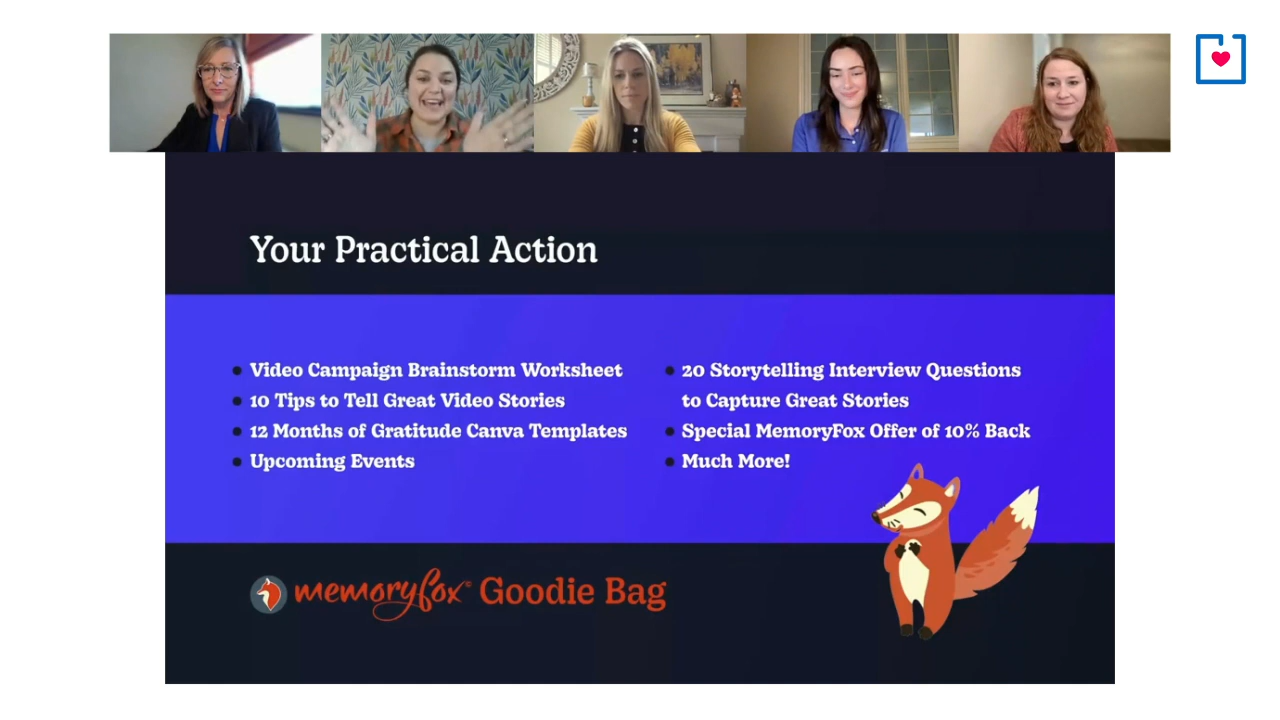 Your Practical Action
Video Campaign Brainstorm Worksheet
10 Tips to Tell Great Video Stories
12 Months of Gratitude Canva Templates
Upcoming Events
20 Storytelling Interview Questions
to Capture Great Stories
Special MemoryFox Offer of 10% Back
Much More!
memoryfox® Goodie Bag